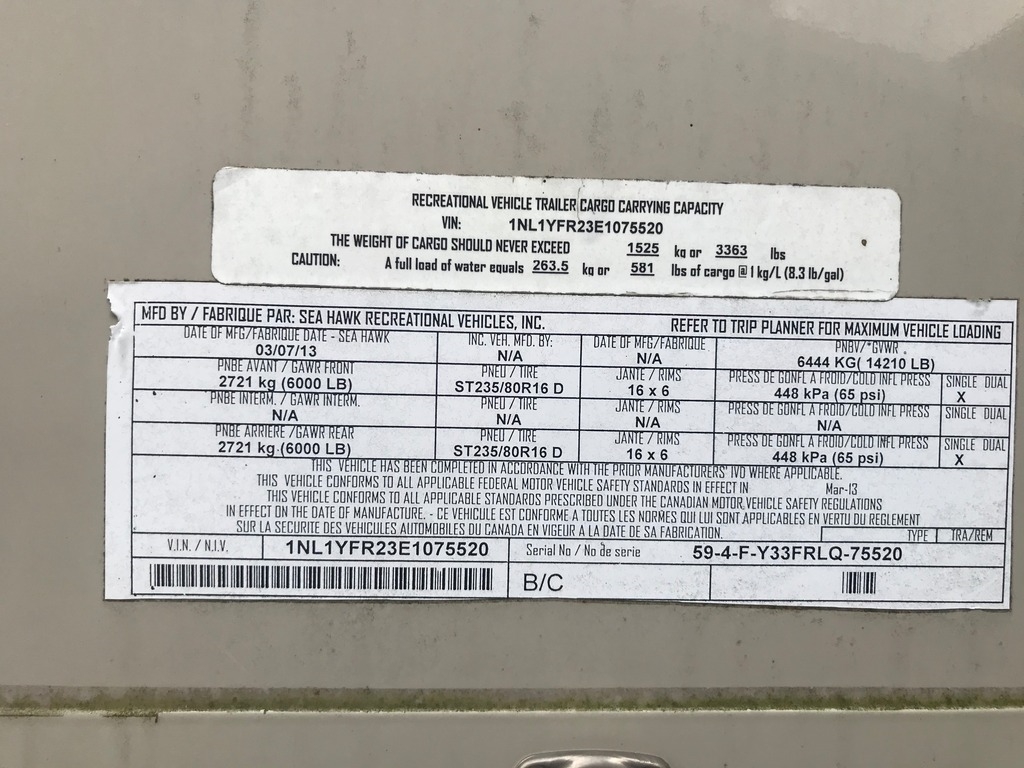 RECREATIONAL VEHICLE TRAILER CARGO CARRYING CAPACITY
VIN: 1NL1YFR23E1075520
THE WEIGHT OF CARGO SHOULD NEVER EXCEED 1525 kg or 3363 lbs
CAUTION: A full load of water equals 263.5 kg or 581 lbs of cargo @ 1 kg/L (8.3 lb/gal)
MFD BY / FABRIQUE PAR: SEA HAWK RECREATIONAL VEHICLES, INC. REFER TO TRIP PLANNER FOR MAXIMUM VEHICLE LOADING
DATE OF MFG/FABRIQUE DATE - SEA HAWK INC. VEH. MFD. BY: DATE OF MFG/FABRIQUE PNBV/*GVWR
03/07/13 N/A N/A 6444 KG( 14210 LB)
PNBE AVANT / GAWR FRONT PNEU / TIRE JANTE / RIMS PRESS DE GONFL A FROID/COLD INFL PRESS SINGLE DUAL
2721 kg (6000 LB) ST235/80R16 D 16 x 6 448 kPa (65 psi) X
PNBE INTERM. / GAWR INTERM. PNEU / TIRE JANTE / RIMS PRESS DE GONFL A FROID/COLD INFL PRESS SINGLE DUAL
N/A N/A N/A N/A
PNBE ARRIERE /GAWR REAR PNEU / TIRE JANTE / RIMS PRESS DE GONFL A FROID/COLD INFL PRESS SINGLE DUAL
2721 kg (6000 LB) ST235/80R16 D 16 x 6 448 kPa (65 psi) X
THIS VEHICLE HAS BEEN COMPLETED IN ACCORDANCE WITH THE PRIOR MANUFACTURERS' IVD WHERE APPLICABLE.
THIS VEHICLE CONFORMS TO ALL APPLICABLE FEDERAL MOTOR VEHICLE SAFETY STANDARDS IN EFFECT IN Mar-13
THIS VEHICLE CONFORMS TO ALL APPLICABLE STANDARDS PRESCRIBED UNDER THE CANADIAN MOTOR VEHICLE SAFETY REGULATIONS
IN EFFECT ON THE DATE OF MANUFACTURE. - CE VEHICULE EST CONFORME A TOUTES LES NORMES QUI LUI SONT APPLICABLES EN VERTU DU REGLEMENT
SUR LA SECURITE DES VEHICULES AUTOMOBILES DU CANADA EN VIGEUR A LA DATE DE SA FABRICATION. TYPE TRA/REM
V.I.N. / N.I.V. 1NL1YFR23E1075520 Serial No / No de serie 59-4-F-Y33FRLQ-75520
B/C